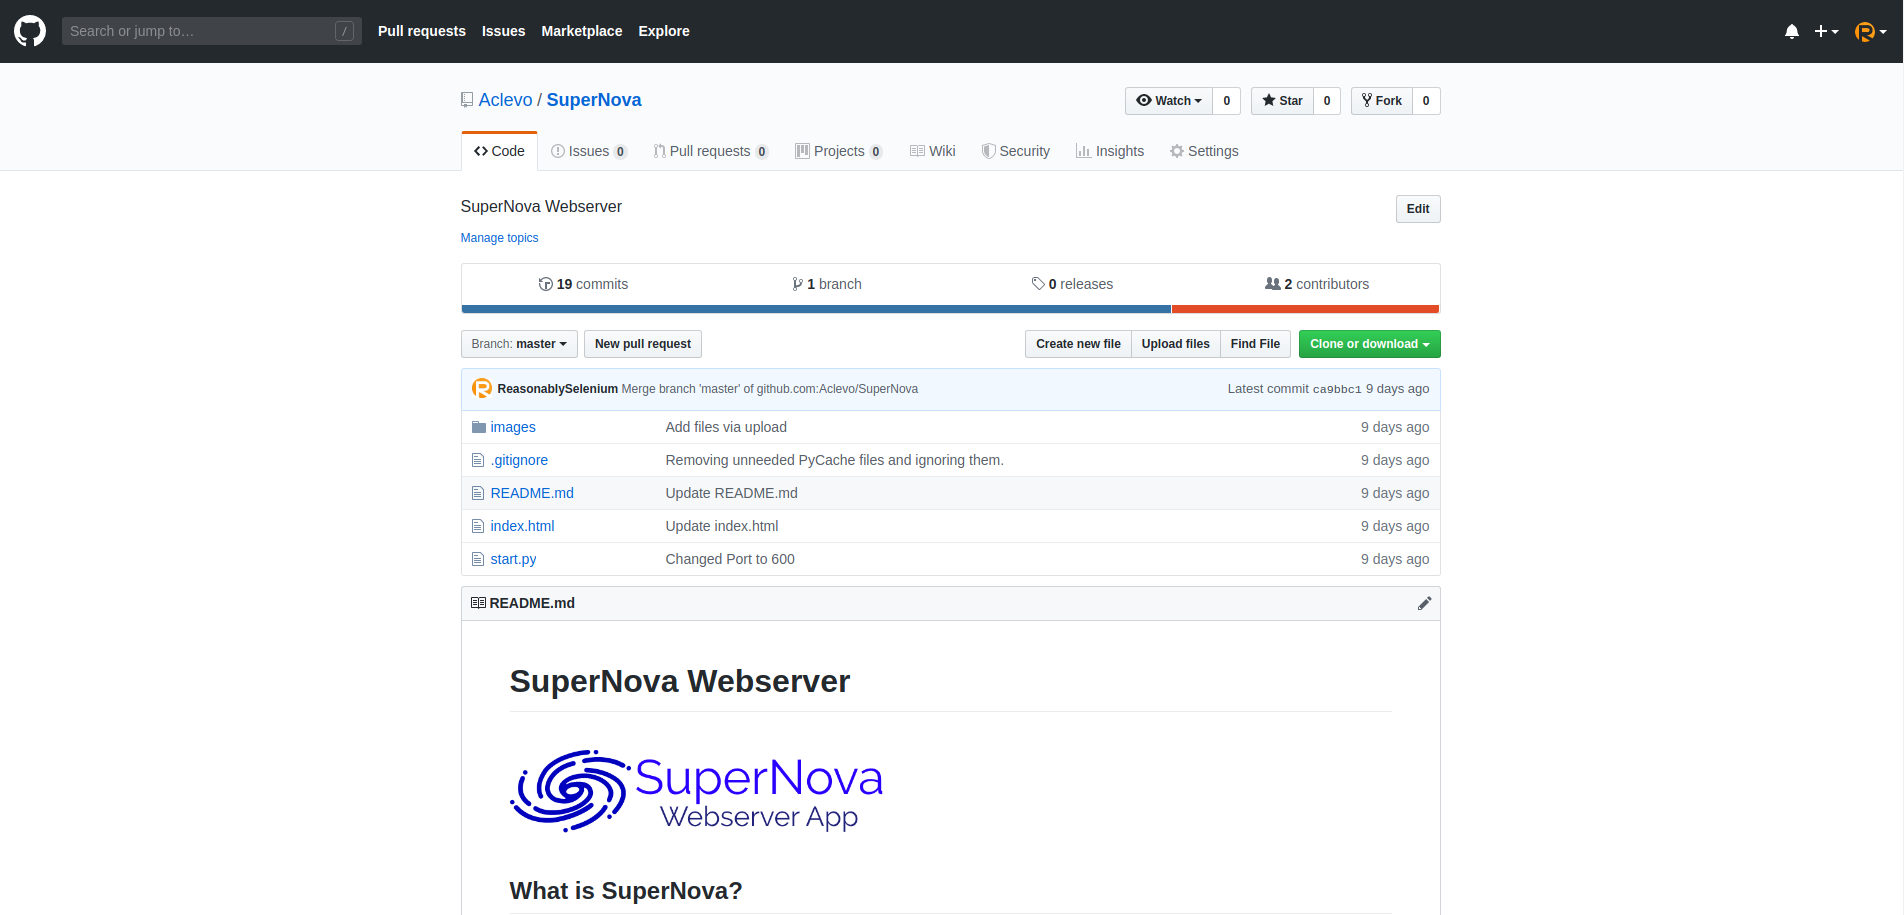 Search or jump to… / Pull requests Issues Marketplace Explore
Aclevo / SuperNova Watch 0 Star 0 Fork 0
Code Issues 0 Pull requests 0 Projects 0 Wiki Security Insights Settings
SuperNova Webserver Edit
Manage topics
19 commits 1 branch 0 releases 2 contributors
Branch: master New pull request Create new file Upload files Find File Clone or download
ReasonablySelenium Merge branch 'master' of github.com:Aclevo/SuperNova Latest commit ca9bbc1 9 days ago
images Add files via upload 9 days ago
.gitignore Removing unneeded PyCache files and ignoring them. 9 days ago
README.md Update README.md 9 days ago
index.html Update index.html 9 days ago
start.py Changed Port to 600 9 days ago
README.md
SuperNova Webserver
SuperNova
Webserver App
What is SuperNova?